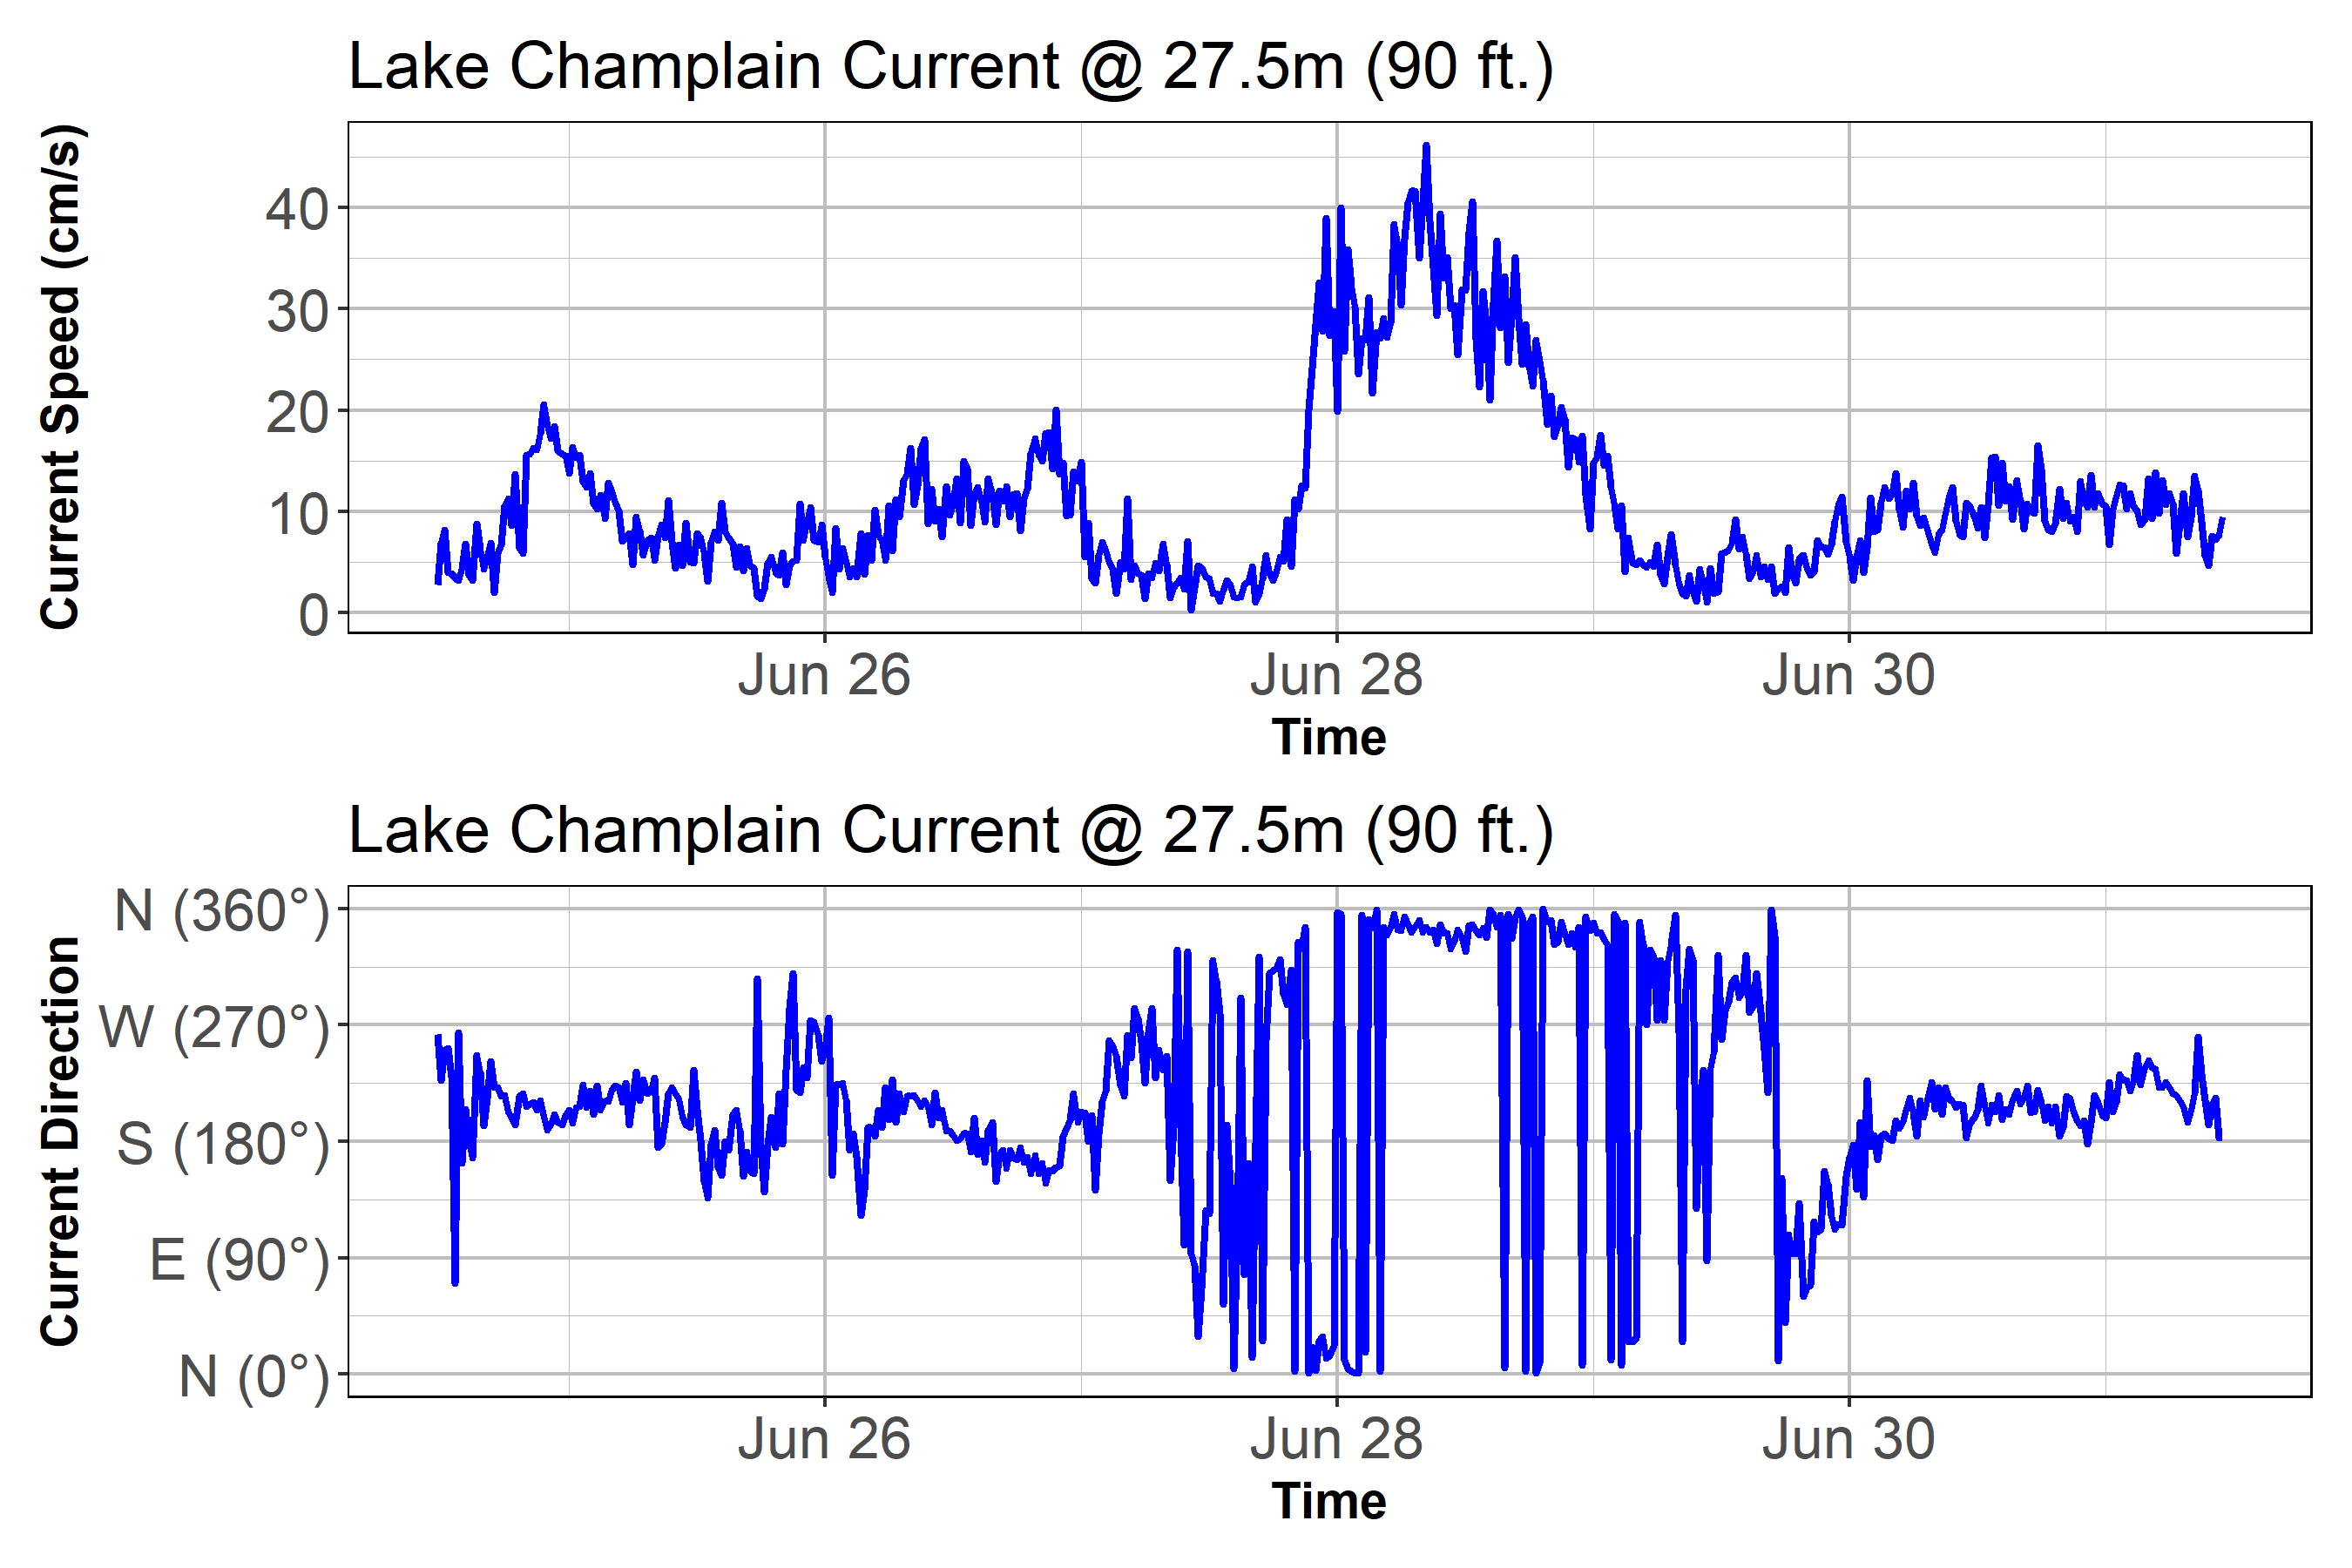 Lake Champlain Current @ 27.5m (90 ft.)
Current Speed (cm/s)
40
30
20
10
0
Jun 26 Jun 28 Jun 30
Time
Lake Champlain Current @ 27.5m (90 ft.)
Current Direction
N (360°)
W (270°)
S (180°)
E (90°)
N (0°)
Jun 26 Jun 28 Jun 30
Time